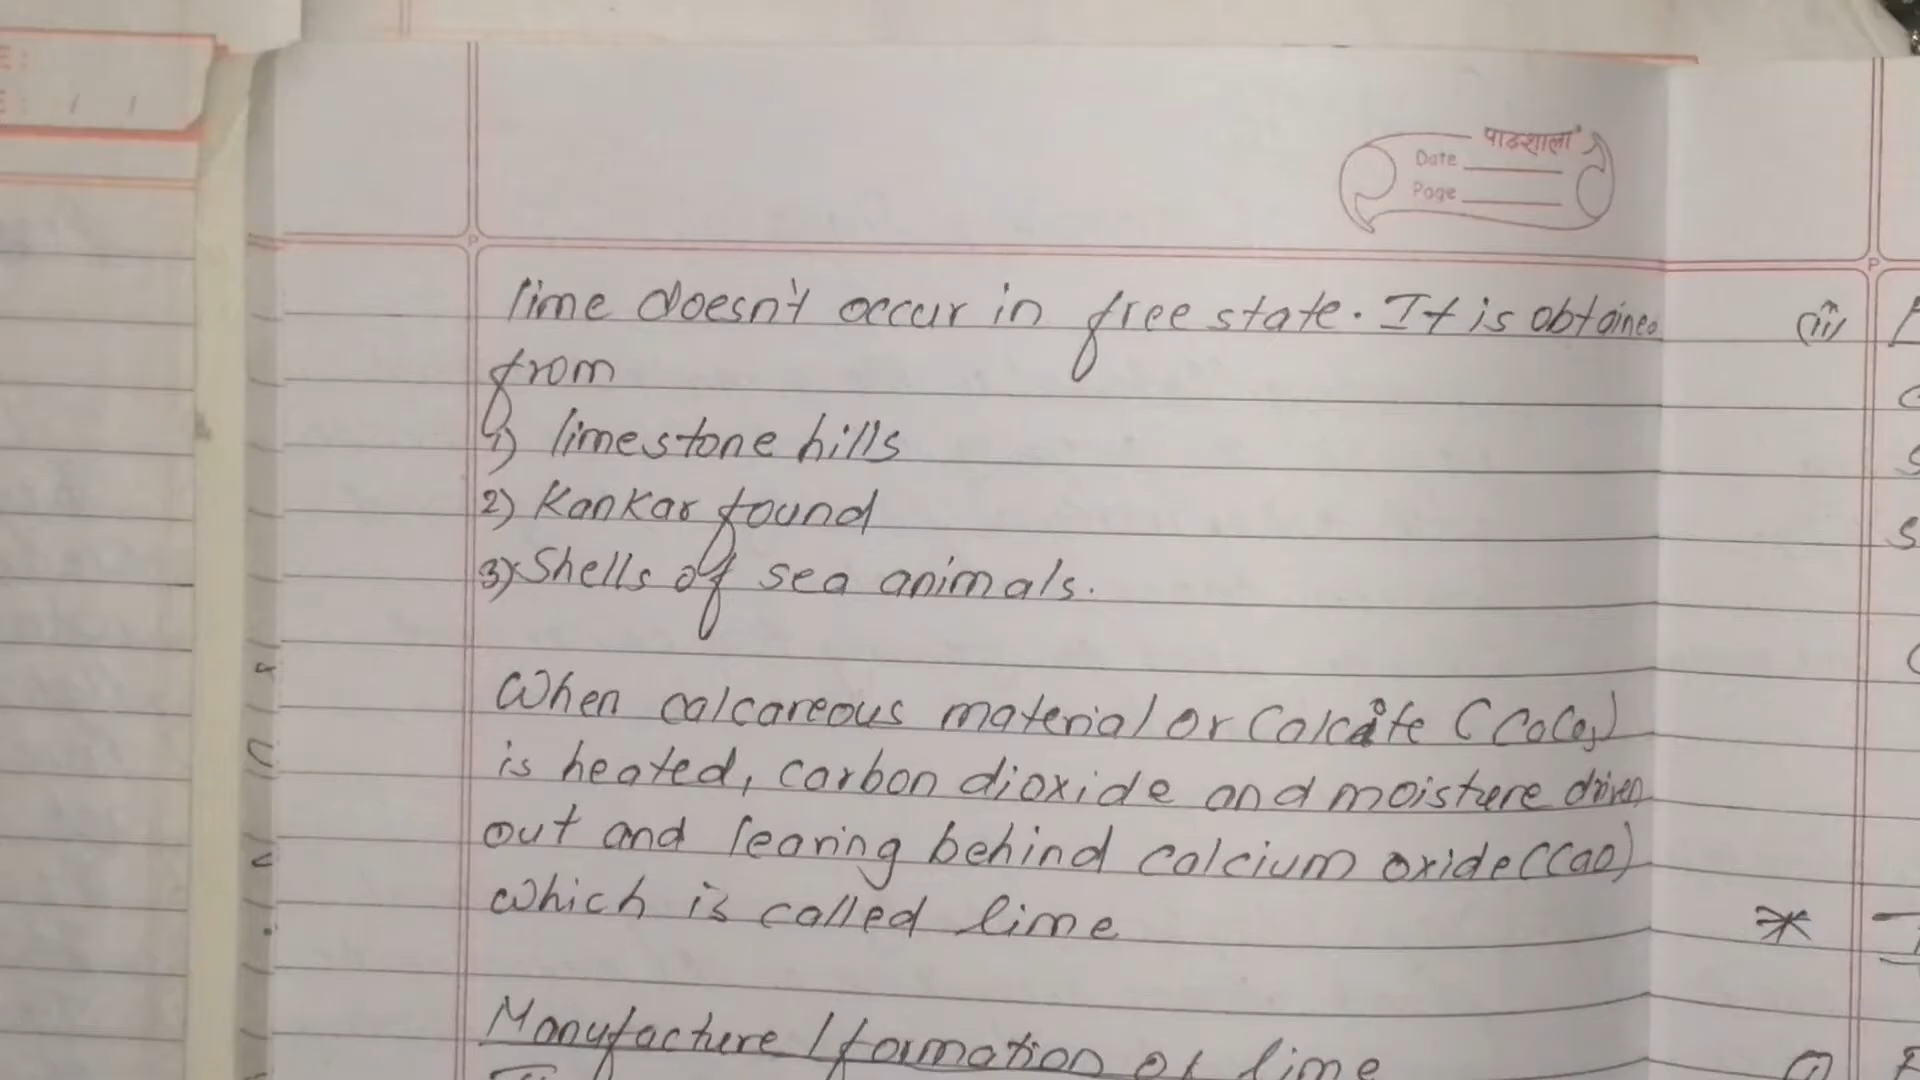 पाठशाला
Date
Page
lime doesn't occur in free state. It is obtained
from
1) limestone hills
2) Kankar found
3) Shells of sea animals.
When calcareous material or Calcite (CaCO3)
is heated, carbon dioxide and moisture driven
out and leaving behind calcium oxide (CaO)
which is called lime
Manufacture / formation of lime
(ii)
*